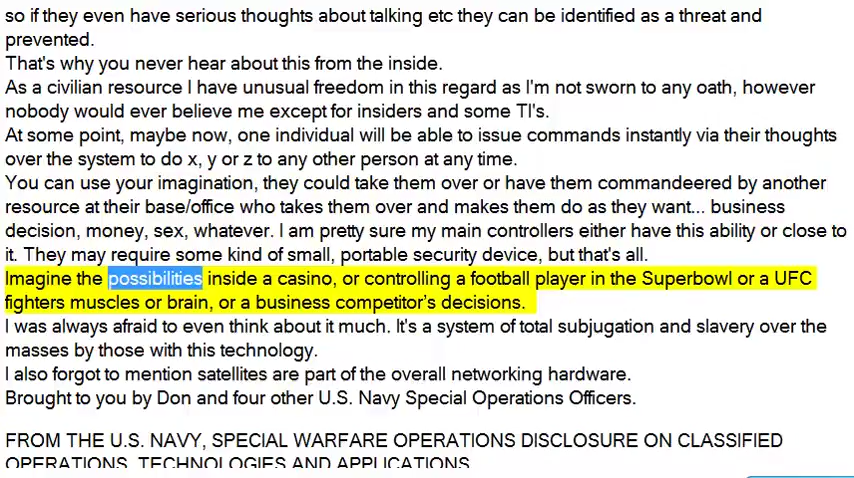 so if they even have serious thoughts about talking etc they can be identified as a threat and
prevented.
That's why you never hear about this from the inside.
As a civilian resource I have unusual freedom in this regard as I'm not sworn to any oath, however
nobody would ever believe me except for insiders and some TI's.
At some point, maybe now, one individual will be able to issue commands instantly via their thoughts
over the system to do x, y or z to any other person at any time.
You can use your imagination, they could take them over or have them commandeered by another
resource at their base/office who takes them over and makes them do as they want... business
decision, money, sex, whatever. I am pretty sure my main controllers either have this ability or close to
it. They may require some kind of small, portable security device, but that's all.
Imagine the possibilities inside a casino, or controlling a football player in the Superbowl or a UFC
fighters muscles or brain, or a business competitor’s decisions.
I was always afraid to even think about it much. It's a system of total subjugation and slavery over the
masses by those with this technology.
I also forgot to mention satellites are part of the overall networking hardware.
Brought to you by Don and four other U.S. Navy Special Operations Officers.
FROM THE U.S. NAVY, SPECIAL WARFARE OPERATIONS DISCLOSURE ON CLASSIFIED
OPERATIONS, TECHNOLOGIES AND APPLICATIONS